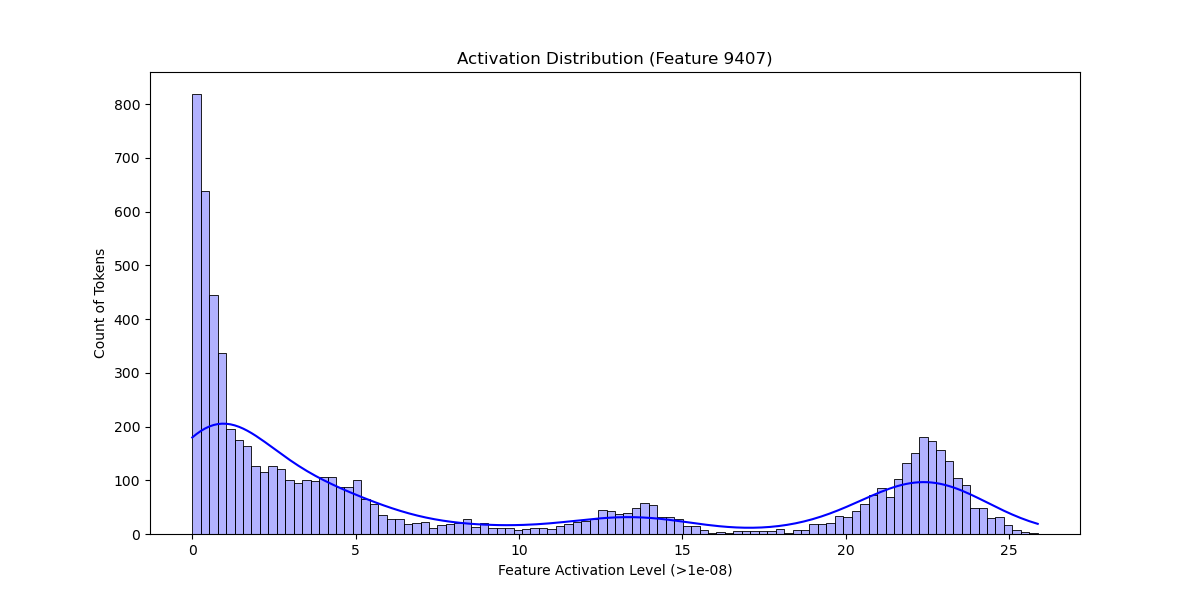 Activation Distribution (Feature 9407)
800
700
600
500
400
300
200
100
0
Count of Tokens
0 5 10 15 20 25
Feature Activation Level (>1e-08)